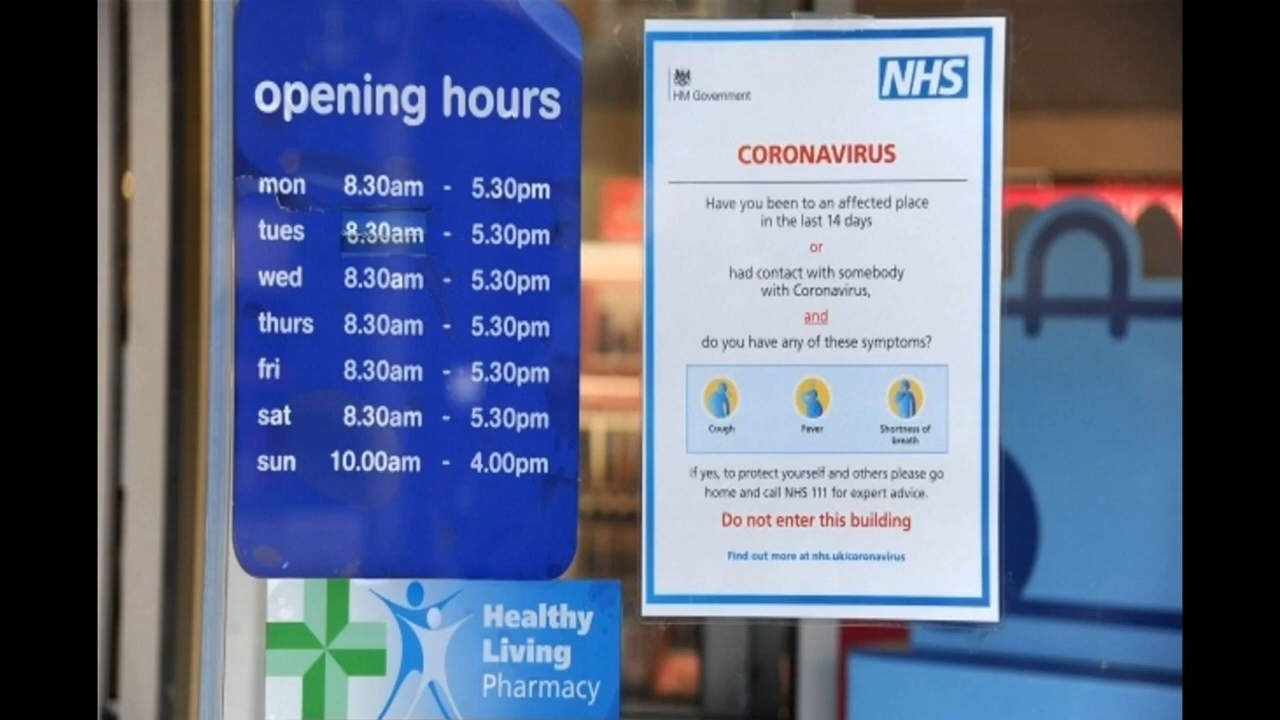 opening hours
mon 8.30am - 5.30pm
tues 8.30am - 5.30pm
wed 8.30am - 5.30pm
thurs 8.30am - 5.30pm
fri 8.30am - 5.30pm
sat 8.30am - 5.30pm
sun 10.00am - 4.00pm
Healthy
Living
Pharmacy
HM Government
NHS
CORONAVIRUS
Have you been to an affected place
in the last 14 days
or
had contact with somebody
with Coronavirus,
and
do you have any of these symptoms?
Cough Fever Shortness of
breath
If yes, to protect yourself and others please go
home and call NHS 111 for expert advice.
Do not enter this building
Find out more at nhs.uk/coronavirus